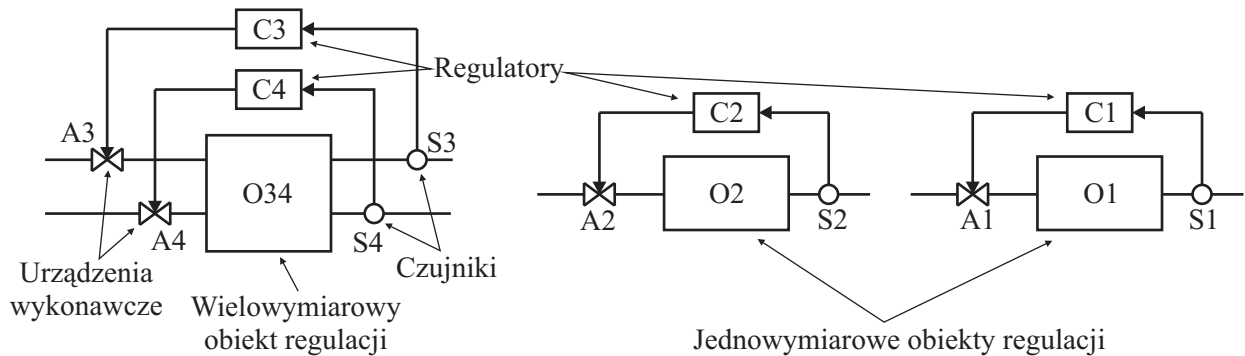 C3
Regulatory
C4
C2
C1
A3
S3
O34
O2
O1
A4
S4
A2
S2
A1
S1
Urządzenia
wykonawcze
Czujniki
Wielowymiarowy
obiekt regulacji
Jednowymiarowe obiekty regulacji